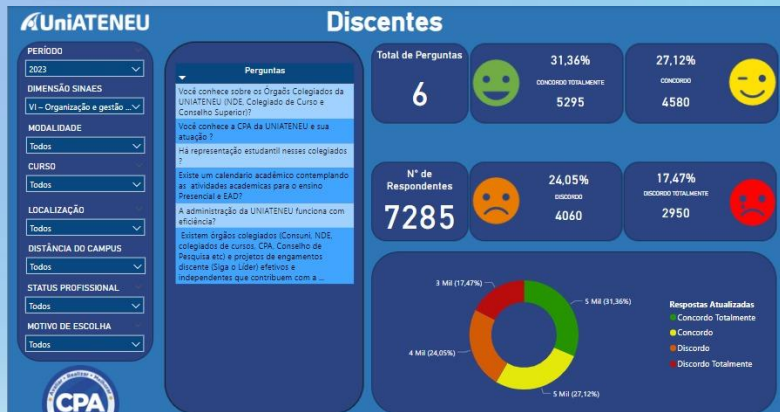 UniATENEU
Discentes
PERÍODO
2023
DIMENSÃO SINAES
VI – Organização e gestão ...
MODALIDADE
Todos
CURSO
Todos
LOCALIZAÇÃO
Todos
DISTÂNCIA DO CAMPUS
Todos
STATUS PROFISSIONAL
Todos
MOTIVO DE ESCOLHA
Todos
CPA
Perguntas
Você conhece sobre os Órgaõs Colegiados da
UNIATENEU (NDE, Colegiado de Curso e
Conselho Superior)?
Você conhece a CPA da UNIATENEU e sua
atuação ?
Há representação estudantil nesses colegiados
?
Existe um calendario acadêmico contemplando
as atividades academicas para o ensino
Presencial e EAD?
A administração da UNIATENEU funciona com
eficiência?
Existem órgãos colegiados (Consuni, NDE,
colegiados de cursos, CPA, Conselho de
Pesquisa etc) e projetos de engamentos
discente (Siga o Líder) efetivos e
independentes que contribuem com a ...
Total de Perguntas
6
31,36%
CONCORDO TOTALMENTE
5295
27,12%
CONCORDO
4580
N° de
Respondentes
7285
24,05%
DISCORDO
4060
17,47%
DISCORDO TOTALMENTE
2950
3 Mil (17,47%)
5 Mil (31,36%)
4 Mil (24,05%)
5 Mil (27,12%)
Respostas Atualizadas
Concordo Totalmente
Concordo
Discordo
Discordo Totalmente